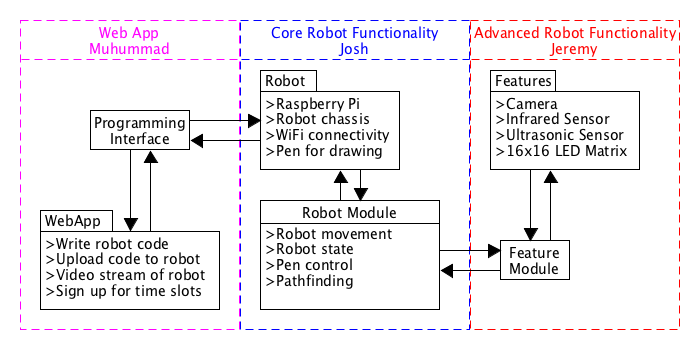 Web App
Muhummad
Core Robot Functionality
Josh
Advanced Robot Functionality
Jeremy
Programming
Interface
WebApp
>Write robot code
>Upload code to robot
>Video stream of robot
>Sign up for time slots
Robot
>Raspberry Pi
>Robot chassis
>WiFi connectivity
>Pen for drawing
Robot Module
>Robot movement
>Robot state
>Pen control
>Pathfinding
Features
>Camera
>Infrared Sensor
>Ultrasonic Sensor
>16x16 LED Matrix
Feature
Module